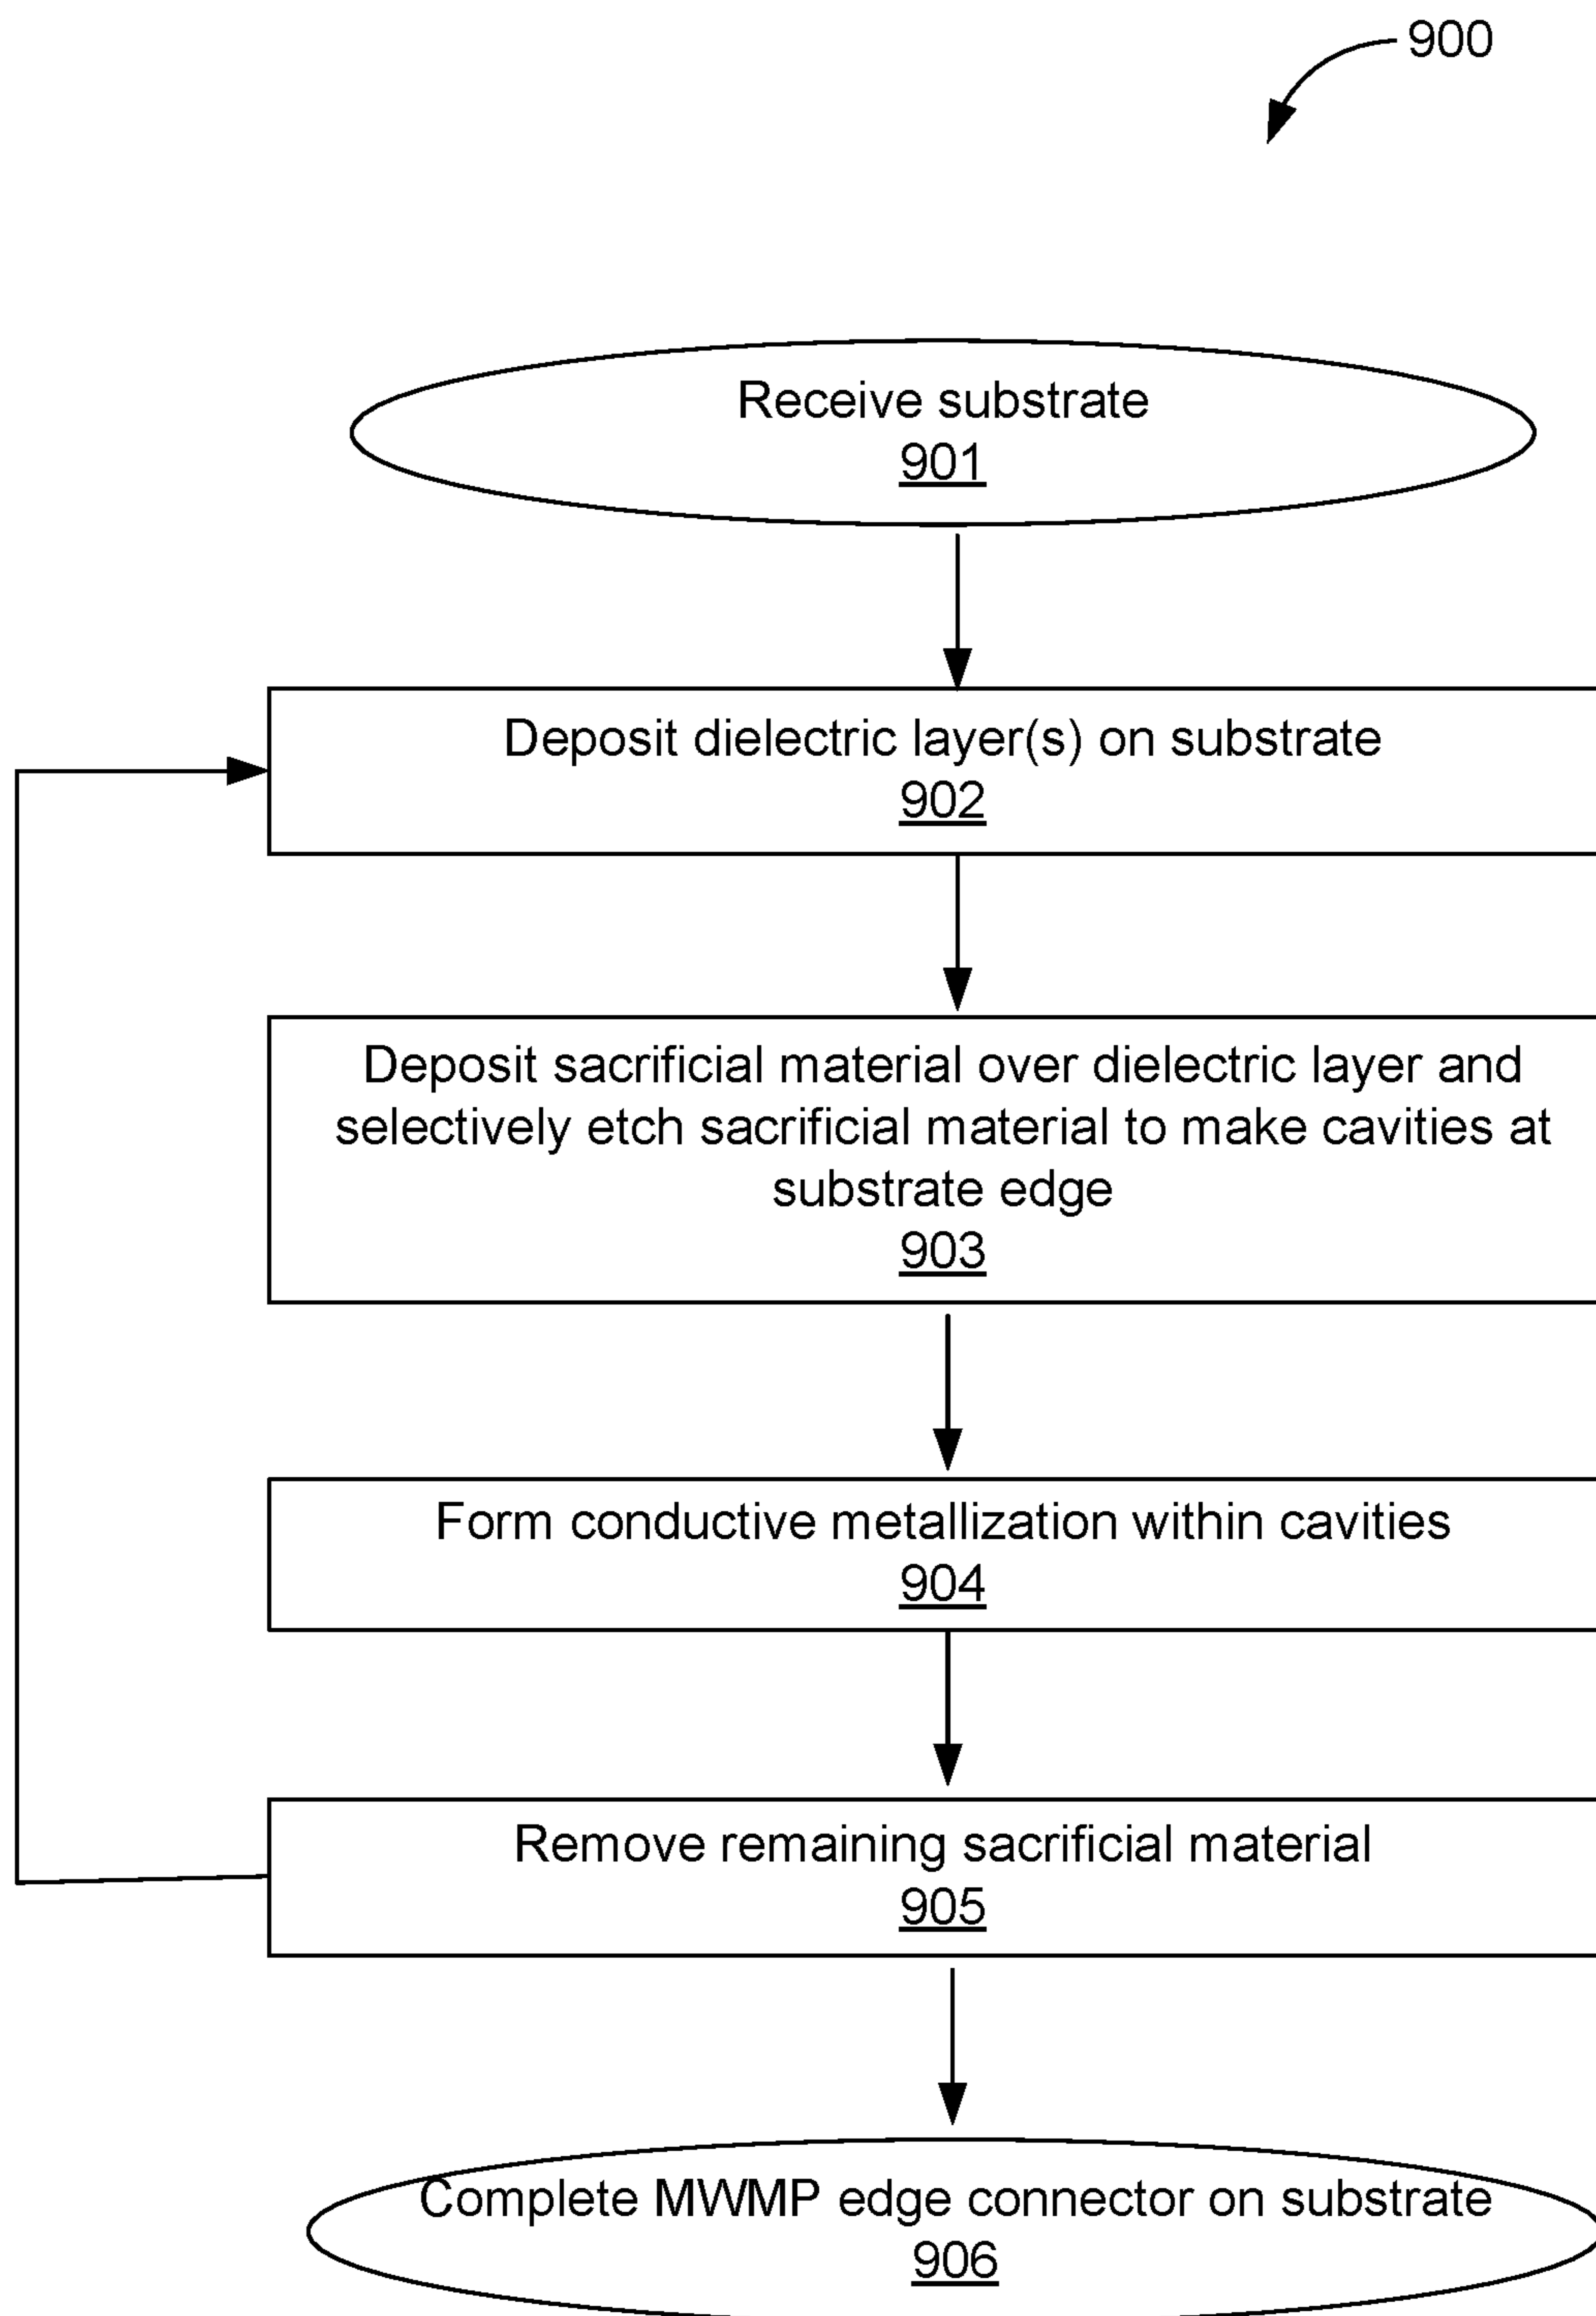 900
Receive substrate
901
Deposit dielectric layer(s) on substrate
902
Deposit sacrificial material over dielectric layer and
selectively etch sacrificial material to make cavities at
substrate edge
903
Form conductive metallization within cavities
904
Remove remaining sacrificial material
905
Complete MWMP edge connector on substrate
906